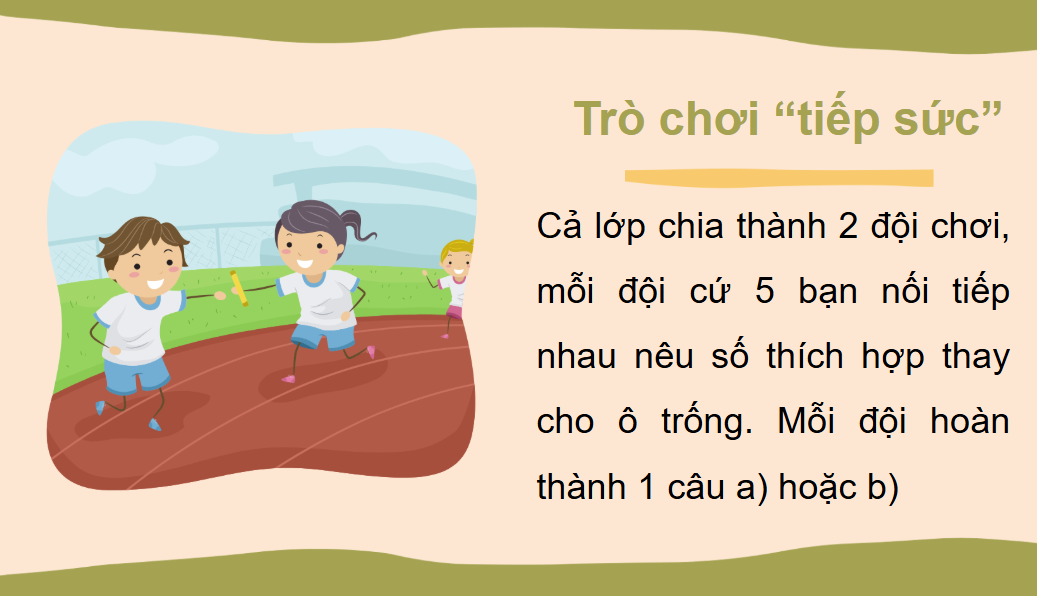 Trò chơi “tiếp sức”
Cả lớp chia thành 2 đội chơi,
mỗi đội cứ 5 bạn nối tiếp
nhau nêu số thích hợp thay
cho ô trống. Mỗi đội hoàn
thành 1 câu a) hoặc b)